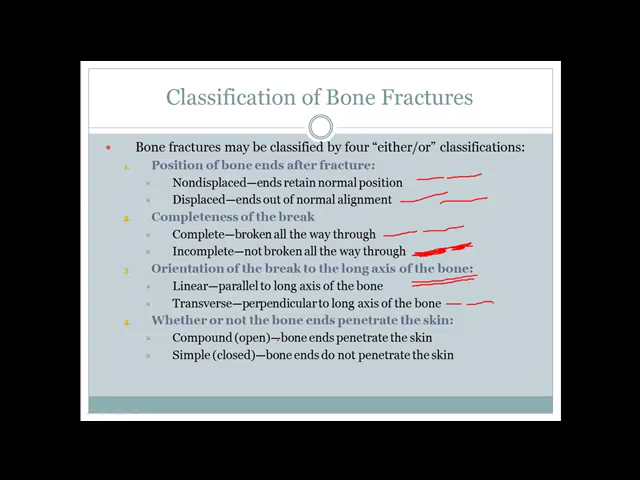 Classification of Bone Fractures
• Bone fractures may be classified by four “either/or” classifications:
1. Position of bone ends after fracture:
× Nondisplaced—ends retain normal position
× Displaced—ends out of normal alignment
2. Completeness of the break
× Complete—broken all the way through
× Incomplete—not broken all the way through
3. Orientation of the break to the long axis of the bone:
× Linear—parallel to long axis of the bone
× Transverse—perpendicular to long axis of the bone
4. Whether or not the bone ends penetrate the skin:
× Compound (open)—bone ends penetrate the skin
× Simple (closed)—bone ends do not penetrate the skin